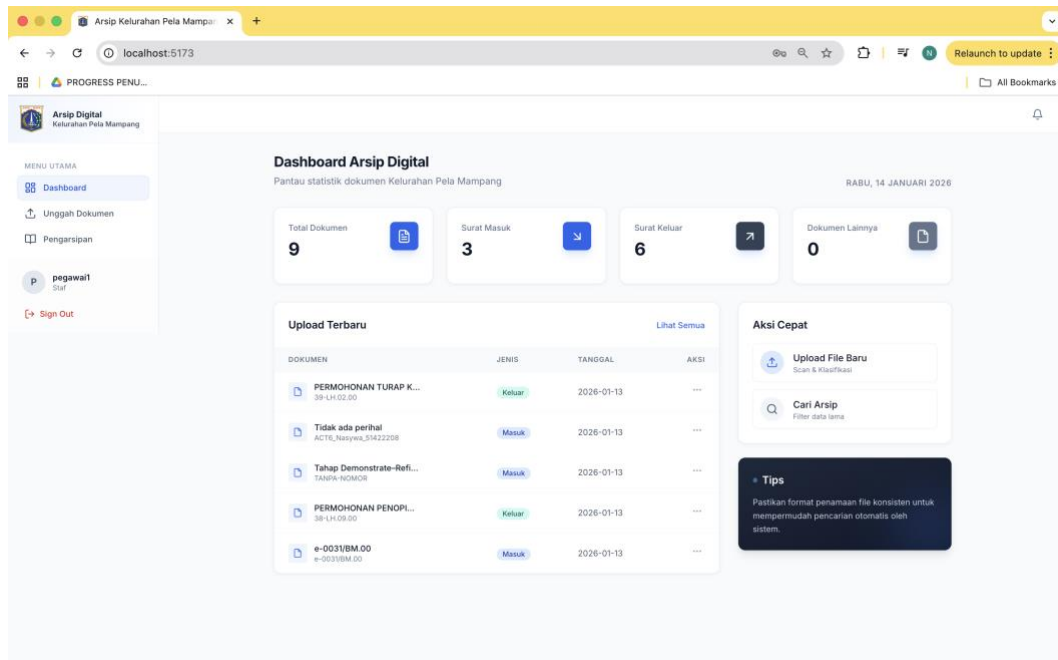 Arsip Kelurahan Pela Mampan
localhost:5173
N
Relaunch to update
PROGRESS PENU...
All Bookmarks
Arsip Digital
Kelurahan Pela Mampang
MENU UTAMA
Dashboard
Unggah Dokumen
Pengarsipan
P
pegawai1
Staf
Sign Out
Dashboard Arsip Digital
Pantau statistik dokumen Kelurahan Pela Mampang
RABU, 14 JANUARI 2026
Total Dokumen
9
Surat Masuk
3
Surat Keluar
6
Dokumen Lainnya
0
Upload Terbaru
Lihat Semua
DOKUMEN JENIS TANGGAL AKSI
PERMOHONAN TURAP K...
39-LH.02.00
Keluar 2026-01-13 ...
Tidak ada perihal
ACT6_Nasywa_51422208
Masuk 2026-01-13 ...
Tahap Demonstrate-Refi...
TANPA-NOMOR
Masuk 2026-01-13 ...
PERMOHONAN PENOPI...
38-LH.09.00
Keluar 2026-01-13 ...
e-0031/BM.00
e-0031/BM.00
Masuk 2026-01-13 ...
Aksi Cepat
Upload File Baru
Scan & Klasifikasi
Cari Arsip
Filter data lama
Tips
Pastikan format penamaan file konsisten untuk
mempermudah pencarian otomatis oleh
sistem.